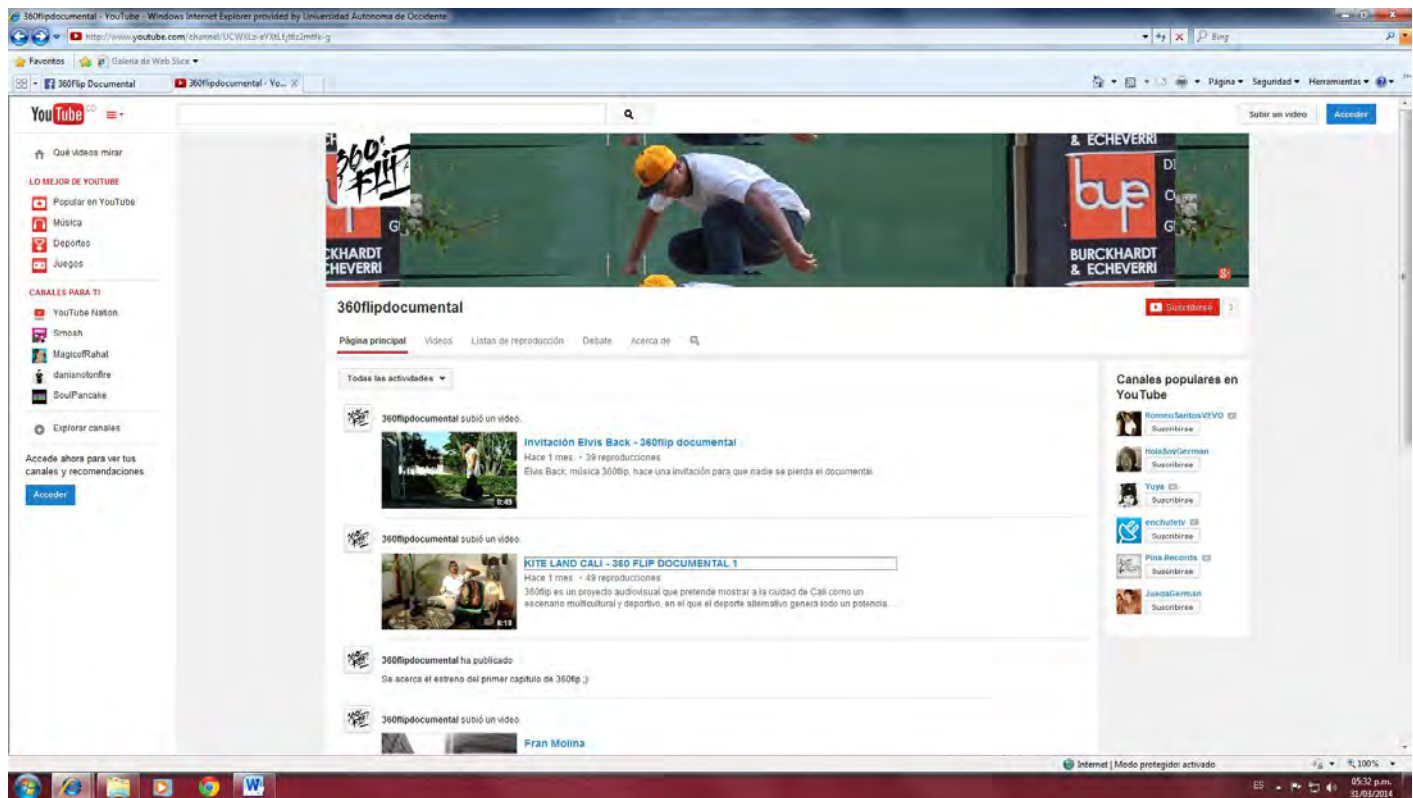 360flipdocumental - YouTube - Windows Internet Explorer provided by Universidad Autonoma de Occidente
http://www.youtube.com/channel/
Bing
Favoritos Galería de Web Slice
360Flip Documental
360flipdocumental - Yo... X
Página Seguridad Herramientas
YouTube CO
Subir un video
Acceder
Qué videos mirar
LO MEJOR DE YOUTUBE
Popular en YouTube
Música
Deportes
Juegos
CANALES PARA TI
YouTube Nation
Smosh
MagicofRahat
danisnotonfire
SoulPancake
Explorar canales
Accede ahora para ver tus
canales y recomendaciones
Acceder
360° FLIP
KHARDT
HEVERRI
& ECHEVERRI
bye
BURCKHARDT
& ECHEVERRI
360flipdocumental
Suscribirse 3
Página principal Videos Listas de reproducción Debate Acerca de
Todas las actividades
360flipdocumental subió un video.
Invitación Elvis Back - 360flip documental
Hace 1 mes · 39 reproducciones
Elvis Back, música 360flip, hace una invitación para que nadie se pierda el documental
0:45
360flipdocumental subió un video.
KITE LAND CALI - 360 FLIP DOCUMENTAL 1
Hace 1 mes · 49 reproducciones
360flip es un proyecto audiovisual que pretende mostrar a la ciudad de Cali como un
escenario multicultural y deportivo, en el que el deporte alternativo genera todo un potencia...
6:18
360flipdocumental ha publicado
Se acerca el estreno del primer capítulo de 360flip ;)
360flipdocumental subió un video
Fran Molina
Canales populares en
YouTube
RomeoSantosVEVO
Suscribirse
HolaSoyGerman
Suscribirse
Yuya
Suscribirse
enchufetv
Suscribirse
Pina Records
Suscribirse
JuegaGerman
Suscribirse
Internet | Modo protegido: activado
100%
ES
05:32 p.m.
31/03/2014